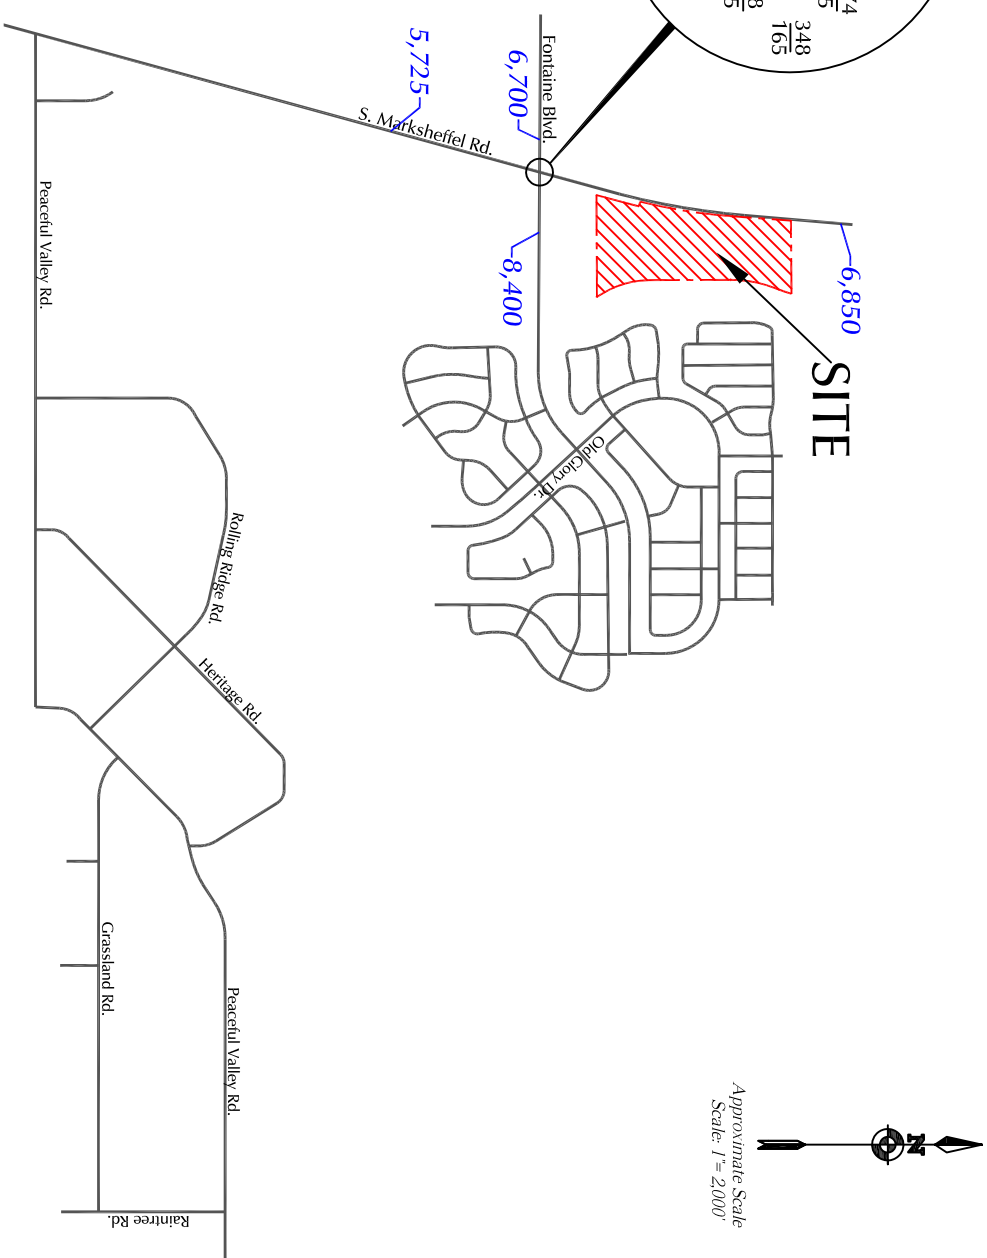 348
165
Fontaine Blvd.
6,700
5,725
S. Marksheffel Rd.
8,400
6,850
SITE
Peaceful Valley Rd.
Old Glory Dr.
Rolling Ridge Rd.
Heritage Rd.
Grassland Rd.
Peaceful Valley Rd.
Raintree Rd.
N
Approximate Scale
Scale: 1"= 2,000'